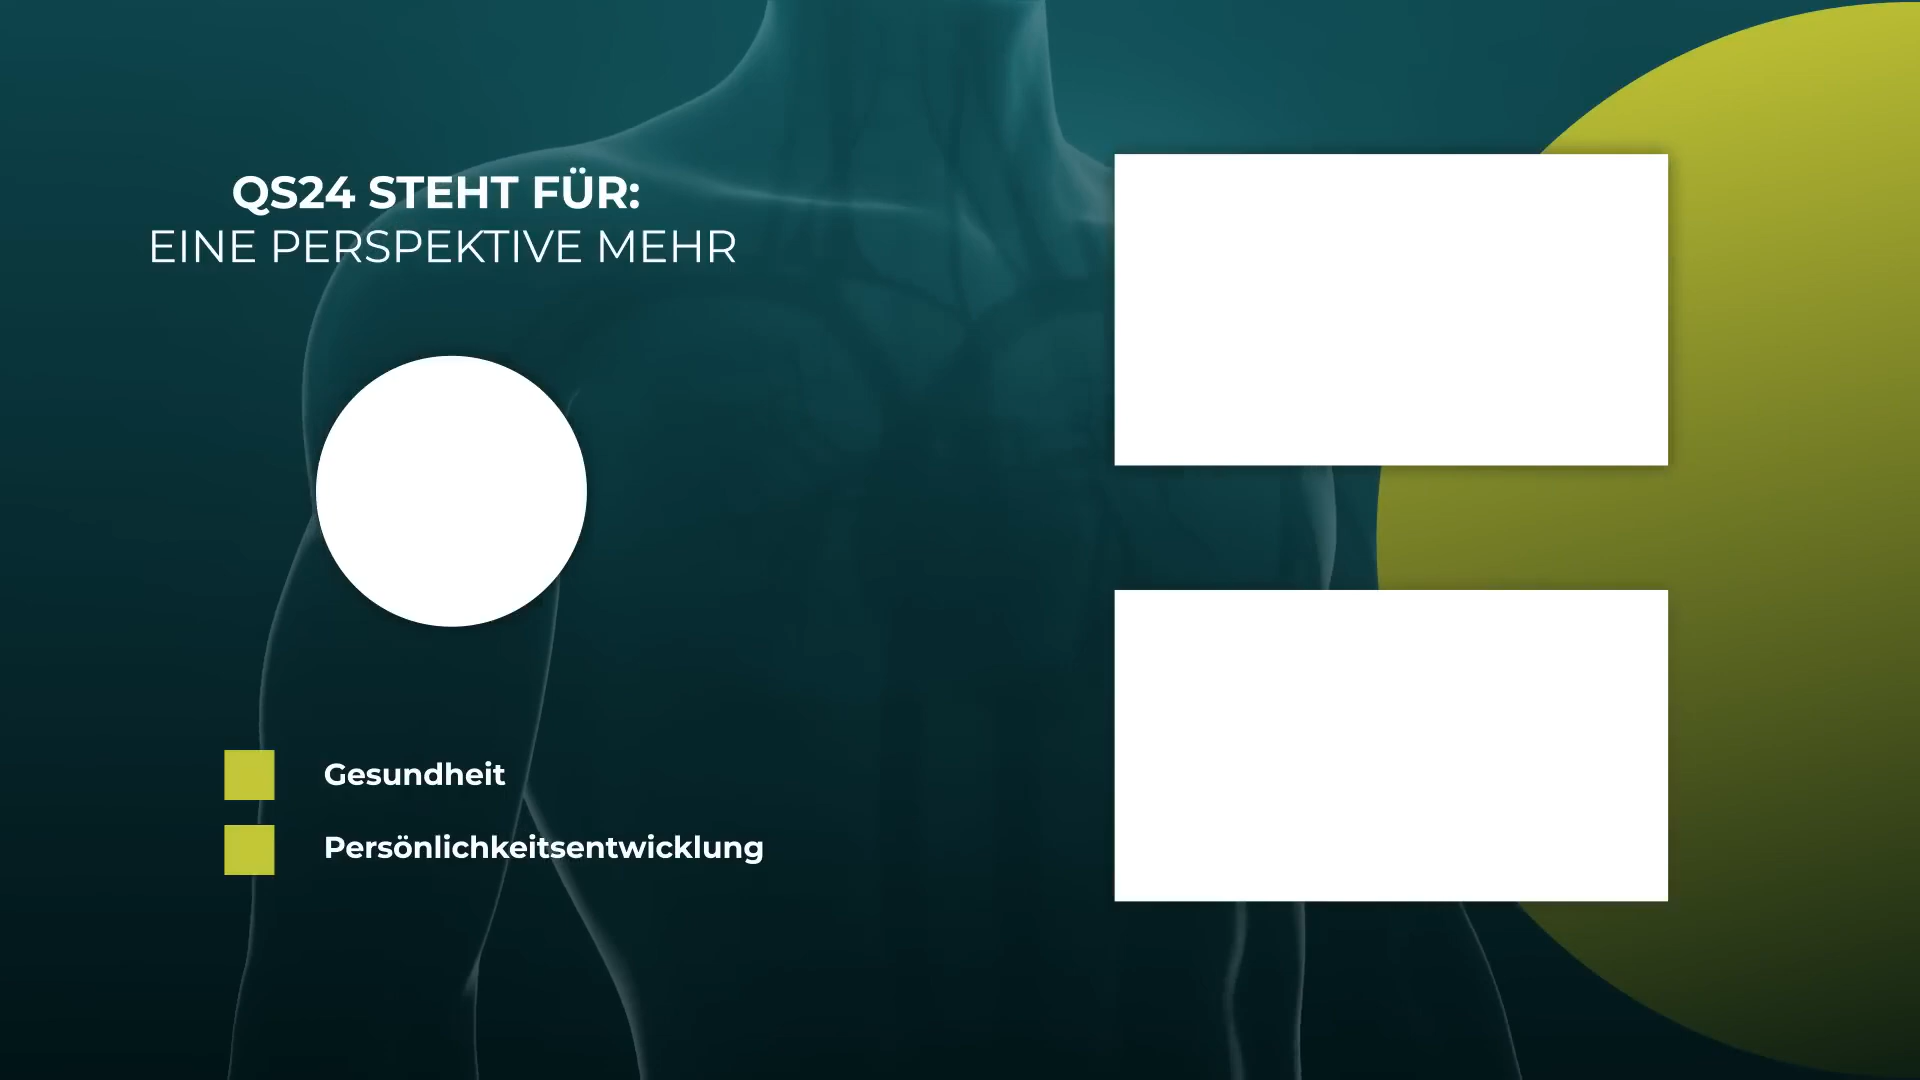 QS24 STEHT FÜR:
EINE PERSPEKTIVE MEHR
Gesundheit
Persönlichkeitsentwicklung